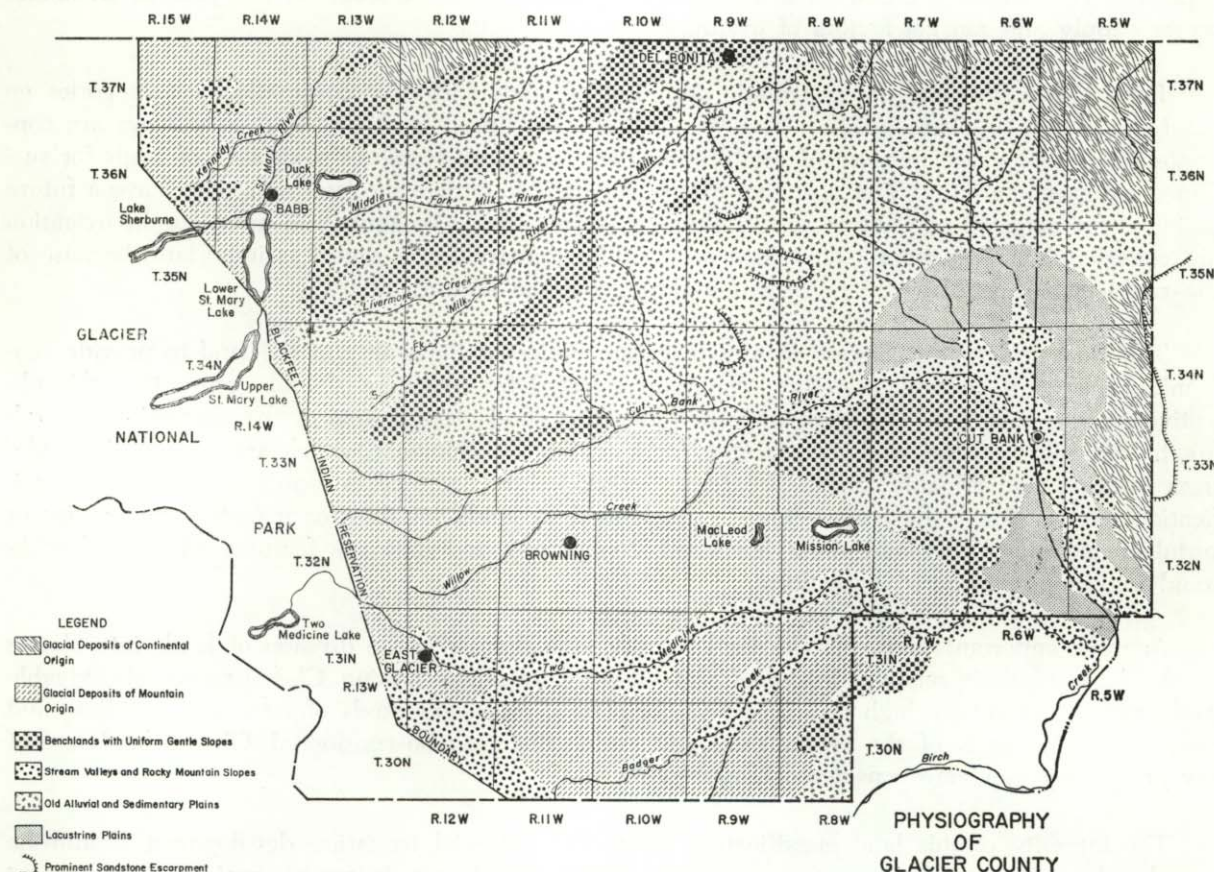 R.15 W R.14W R.13W R.12W R.11W R.10W R.9W R.8W R.7W R.6W R.5W
DEL BONITA
River
T.37N
T.37N
Kennedy Creek
St. Mary River
Duck Lake
T.36N
T.36N
BABB
Middle Fork Milk River
Milk
Lake Sherburne
T.35N
T.35N
Lower St. Mary Lake
Livermore Creek
Milk
River
GLACIER
BLACKFEET
T.34N
T.34N
Fk.
S.
Upper St. Mary Lake
NATIONAL
R.14W
Cut Bank River
CUT BANK
T.33N
T.33N
INDIAN
PARK
RESERVATION
Creek
MacLeod Lake
Mission Lake
BROWNING
T.32N
T.32N
Willow
LEGEND
Glacial Deposits of Continental Origin
Glacial Deposits of Mountain Origin
Benchlands with Uniform Gentle Slopes
Stream Valleys and Rocky Mountain Slopes
Old Alluvial and Sedimentary Plains
Lacustrine Plains
Prominent Sandstone Escarpment
Two Medicine Lake
EAST GLACIER
T.31N
R.13W
Two Medicine River
R.7W
R.6W
T.31N
Creek
R.5W
BOUNDARY
T.30N
Badger Creek
T.30N
Birch
R.12W R.11W R.10W R.9W R.8W
PHYSIOGRAPHY
OF
GLACIER COUNTY